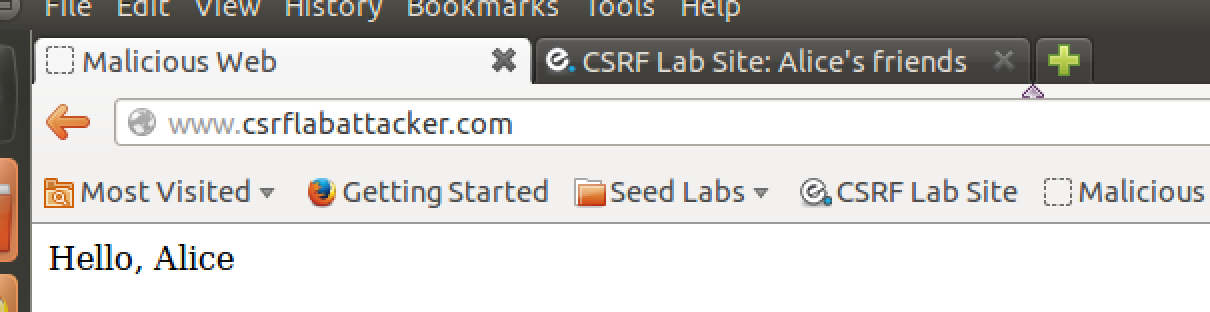 File Edit View History Bookmarks Tools Help
Malicious Web CSRF Lab Site: Alice's friends
www.csrflabattacker.com
Most Visited Getting Started Seed Labs CSRF Lab Site Malicious
Hello, Alice